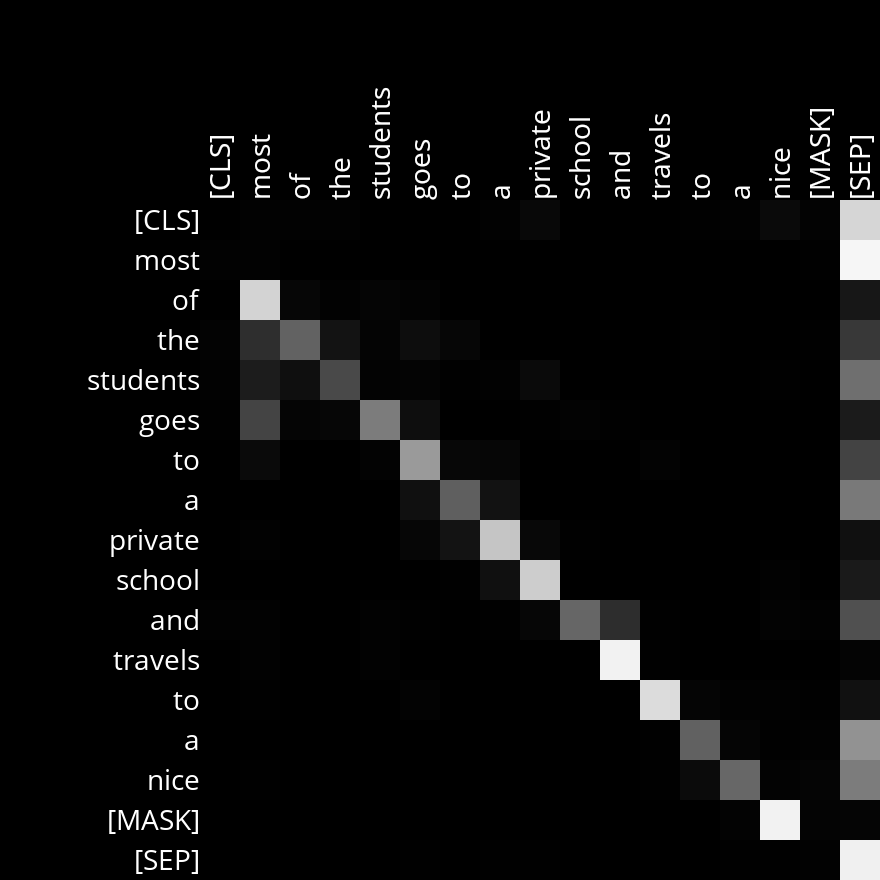 [CLS]
most
of
the
students
goes
to
a
private
school
and
travels
to
a
nice
[MASK]
[SEP]
[CLS]
most
of
the
students
goes
to
a
private
school
and
travels
to
a
nice
[MASK]
[SEP]